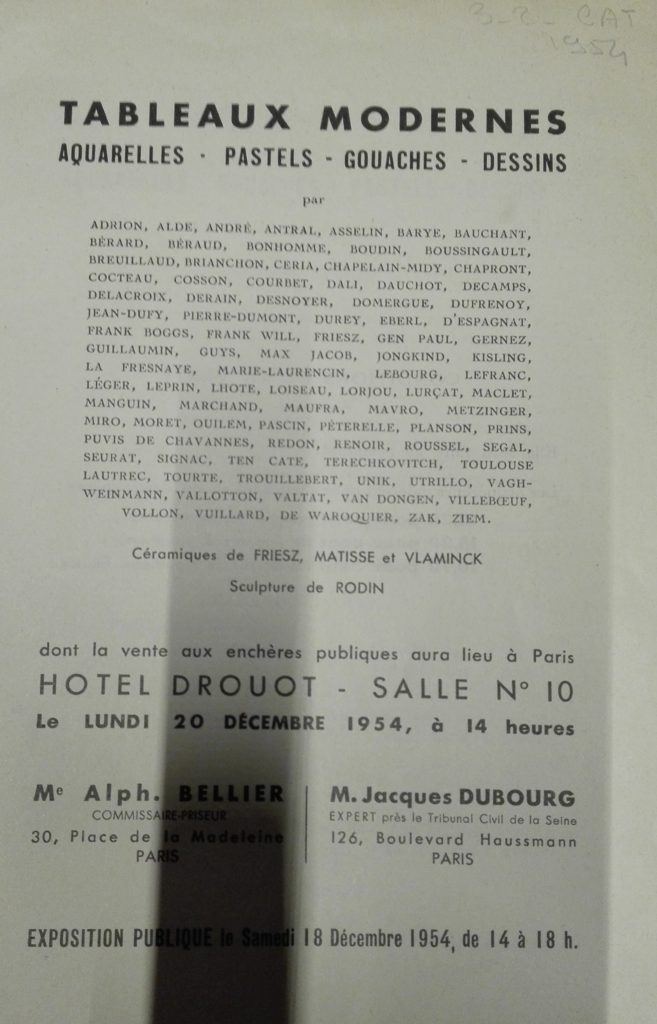 3-2- CAT
1954
TABLEAUX MODERNES
AQUARELLES - PASTELS - GOUACHES - DESSINS
par
ADRION, ALDE, ANDRÉ, ANTRAL, ASSELIN, BARYE, BAUCHANT,
BÉRARD, BÉRAUD, BONHOMME, BOUDIN, BOUSSINGAULT,
BREUILLAUD, BRIANCHON, CERIA, CHAPELAIN-MIDY, CHAPRONT,
COCTEAU, COSSON, COURBET, DALI, DAUCHOT, DECAMPS,
DELACROIX, DERAIN, DESNOYER, DOMERGUE, DUFRENOY,
JEAN-DUFY, PIERRE-DUMONT, DUREY, EBERL, D'ESPAGNAT,
FRANK BOGGS, FRANK WILL, FRIESZ, GEN PAUL, GERNEZ,
GUILLAUMIN, GUYS, MAX JACOB, JONGKIND, KISLING,
LA FRESNAYE, MARIE-LAURENCIN, LEBOURG, LEFRANC,
LÉGER, LEPRIN, LHOTE, LOISEAU, LORJOU, LURÇAT, MACLET,
MANGUIN, MARCHAND, MAUFRA, MAVRO, METZINGER,
MIRO, MORET, OUILEM, PASCIN, PÉTERELLE, PLANSON, PRINS,
PUVIS DE CHAVANNES, REDON, RENOIR, ROUSSEL, SEGAL,
SEURAT, SIGNAC, TEN CATE, TERECHKOVITCH, TOULOUSE
LAUTREC, TOURTE, TROUILLEBERT, UNIK, UTRILLO, VAGH-
WEINMANN, VALLOTTON, VALTAT, VAN DONGEN, VILLEBŒUF,
VOLLON, VUILLARD, DE WAROQUIER, ZAK, ZIEM.
Céramiques de FRIESZ, MATISSE et VLAMINCK
Sculpture de RODIN
dont la vente aux enchères publiques aura lieu à Paris
HOTEL DROUOT - SALLE N° 10
Le LUNDI 20 DÉCEMBRE 1954, à 14 heures
Me Alph. BELLIER
COMMISSAIRE-PRISEUR
30, Place de la Madeleine
PARIS
M. Jacques DUBOURG
EXPERT près le Tribunal Civil de la Seine
126, Boulevard Haussmann
PARIS
EXPOSITION PUBLIQUE le Samedi 18 Décembre 1954, de 14 à 18 h.